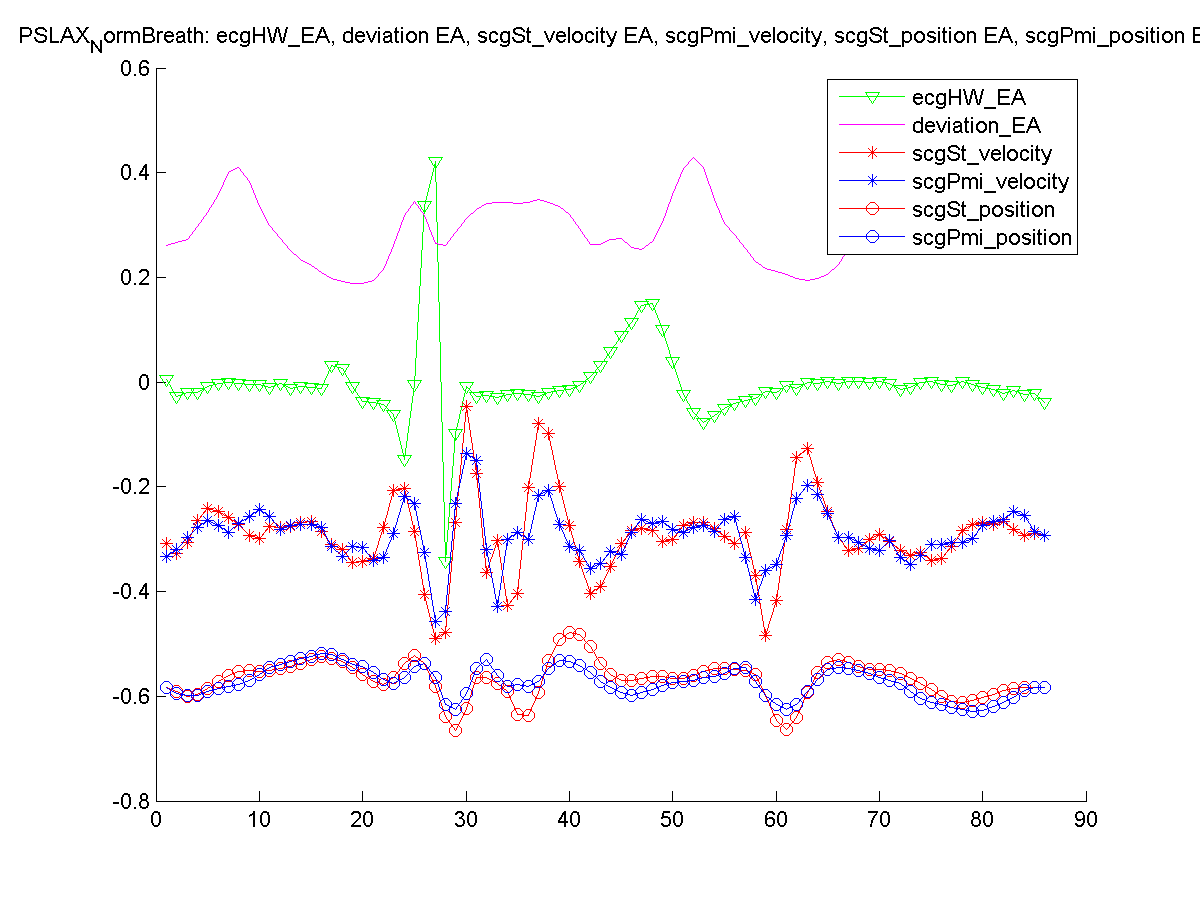 PSLAX_NormBreath: ecgHW_EA, deviation EA, scgSt_velocity EA, scgPmi_velocity, scgSt_position EA, scgPmi_position E
0.6
0.4
0.2
0
-0.2
-0.4
-0.6
-0.8
0 10 20 30 40 50 60 70 80 90
ecgHW_EA
deviation_EA
scgSt_velocity
scgPmi_velocity
scgSt_position
scgPmi_position